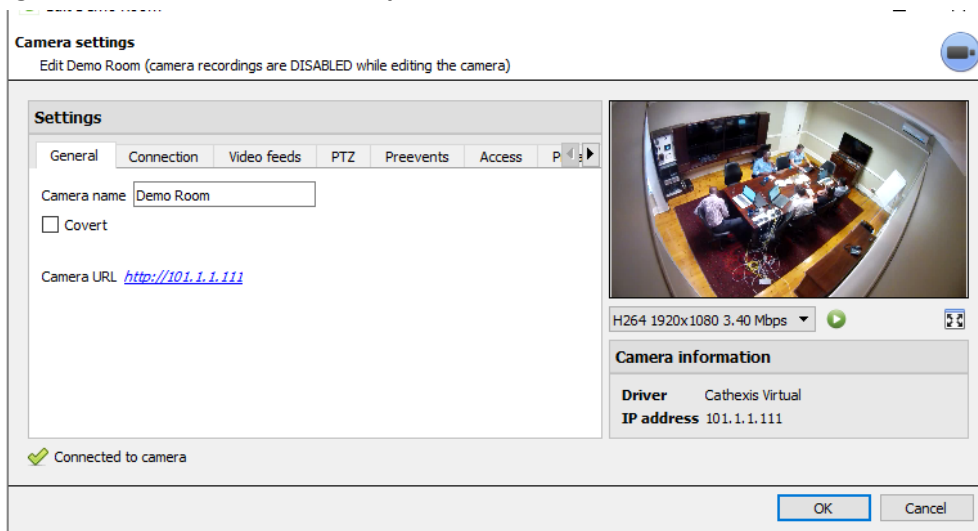 Camera settings
Edit Demo Room (camera recordings are DISABLED while editing the camera)
Settings
General Connection Video feeds PTZ Preevents Access
Camera name Demo Room
Covert
Camera URL http://101.1.1.111
H264 1920x1080 3.40 Mbps
Camera information
Driver Cathexis Virtual
IP address 101.1.1.111
Connected to camera
OK Cancel